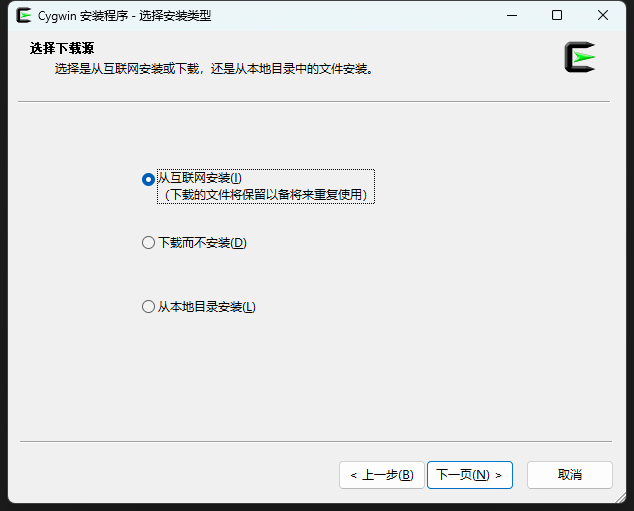 Cygwin 安装程序 - 选择安装类型
选择下载源
选择是从互联网安装或下载，还是从本地目录中的文件安装。
从互联网安装(I)
（下载的文件将保留以备将来重复使用）
下载而不安装(D)
从本地目录安装(L)
< 上一步(B)
下一页(N) >
取消